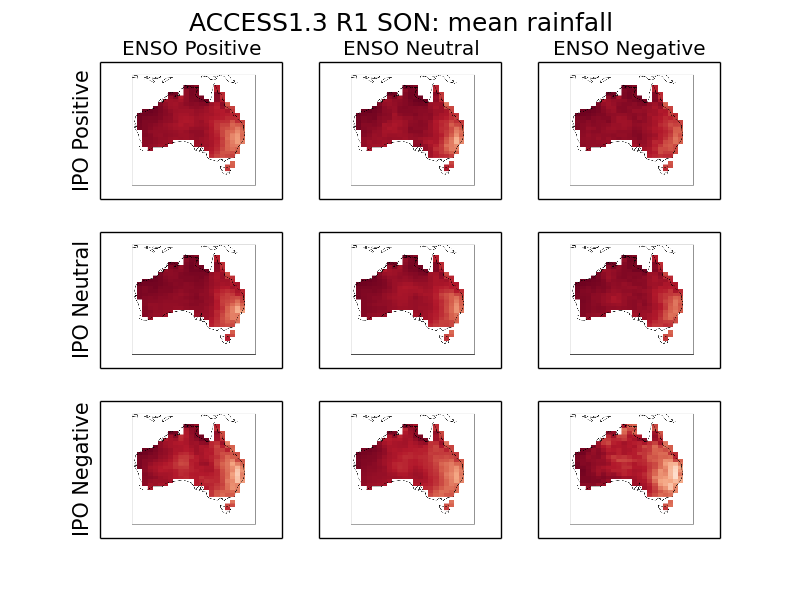 ACCESS1.3 R1 SON: mean rainfall
ENSO Positive ENSO Neutral ENSO Negative
IPO Positive
IPO Neutral
IPO Negative